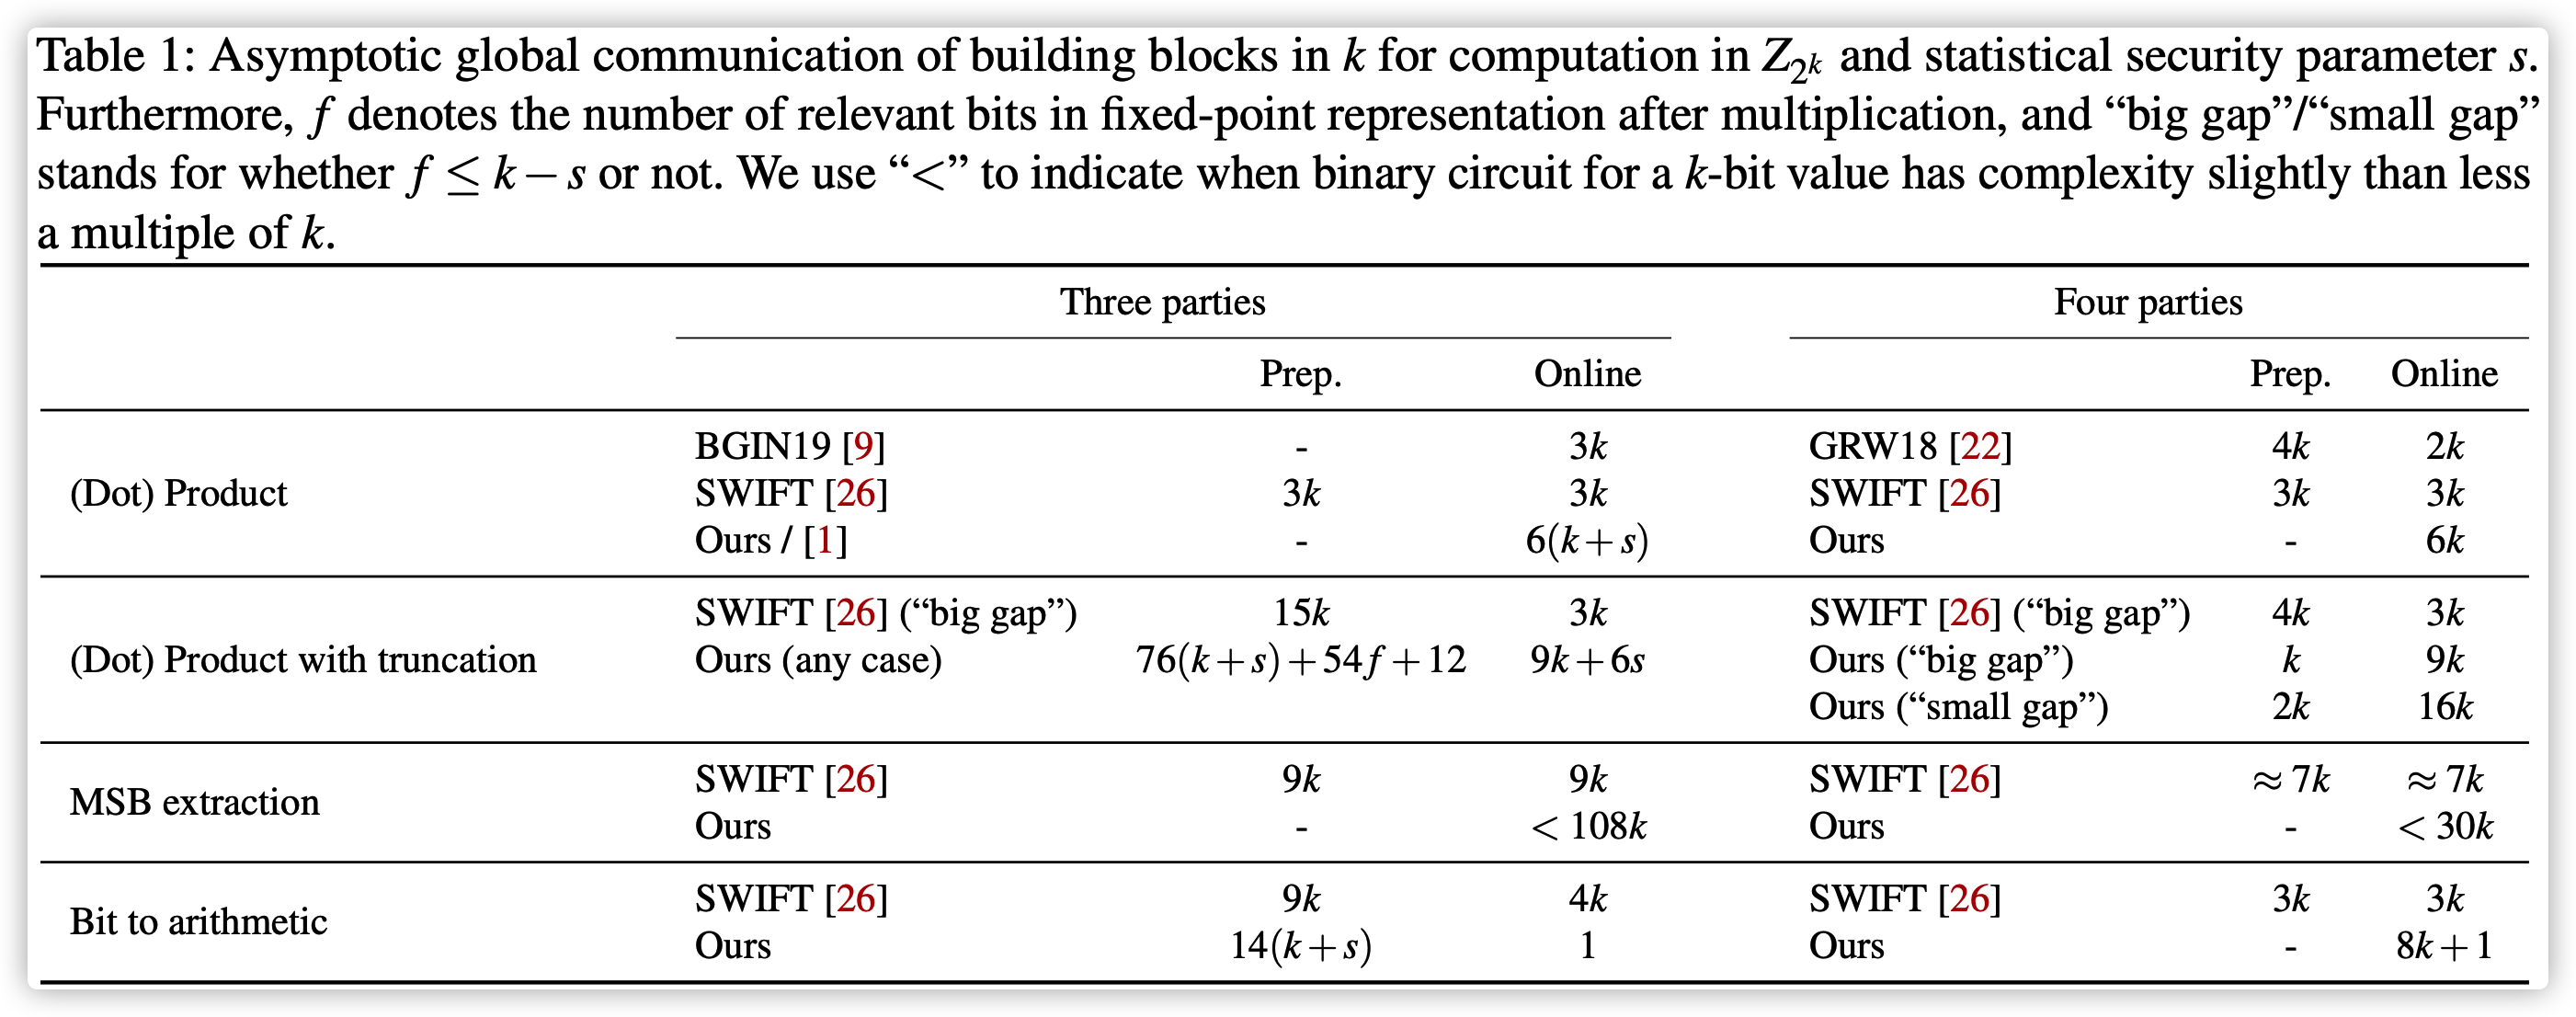 Table 1: Asymptotic global communication of building blocks in k for computation in Z_{2^k} and statistical security parameter s.
Furthermore, f denotes the number of relevant bits in fixed-point representation after multiplication, and “big gap”/“small gap”
stands for whether f ≤ k − s or not. We use “<” to indicate when binary circuit for a k-bit value has complexity slightly than less
a multiple of k.
Three parties Four parties
Prep. Online Prep. Online
BGIN19 [9] - 3k GRW18 [22] 4k 2k
(Dot) Product SWIFT [26] 3k 3k SWIFT [26] 3k 3k
Ours / [1] - 6(k+s) Ours - 6k
SWIFT [26] (“big gap”) 15k 3k SWIFT [26] (“big gap”) 4k 3k
(Dot) Product with truncation Ours (any case) 76(k+s)+54f+12 9k+6s Ours (“big gap”) k 9k
Ours (“small gap”) 2k 16k
MSB extraction
SWIFT [26] 9k 9k SWIFT [26] ≈ 7k ≈ 7k
Ours - < 108k Ours - < 30k
Bit to arithmetic
SWIFT [26] 9k 4k SWIFT [26] 3k 3k
Ours 14(k+s) 1 Ours - 8k+1